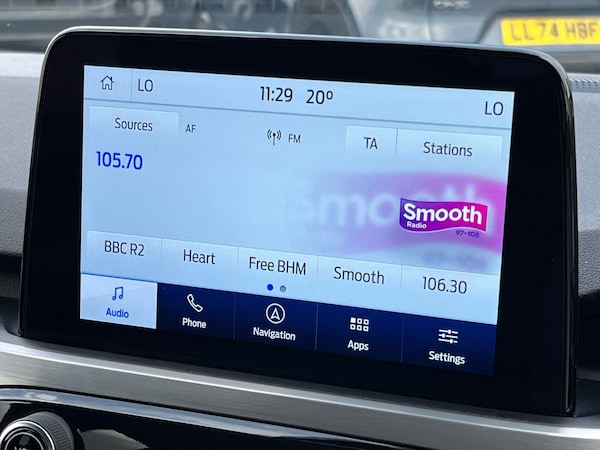 LL74 HBF
LO
11:29 20º
LO
Sources
AF
FM
TA
Stations
105.70
Smooth
Radio
97-108
BBC R2
Heart
Free BHM
Smooth
106.30
Audio
Phone
Navigation
Apps
Settings